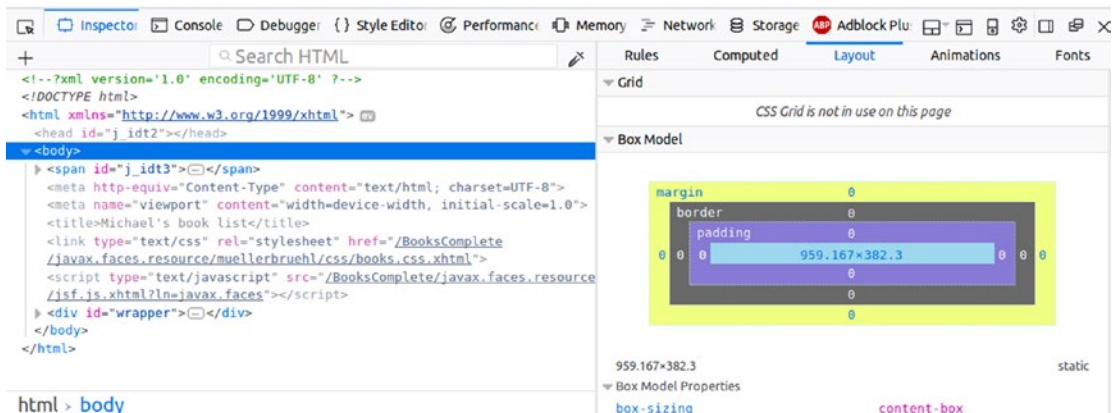 Inspector Console Debugger { } Style Editor Performance Memory Network Storage ABP Adblock Plu
+ Search HTML
Rules Computed Layout Animations Fonts
<!--?xml version='1.0' encoding='UTF-8' ?-->
<!DOCTYPE html>
<html xmlns="http://www.w3.org/1999/xhtml"> ev
<head id="j_idt2"></head>
<body>
<span id="j_idt3"></span>
<meta http-equiv="Content-Type" content="text/html; charset=UTF-8">
<meta name="viewport" content="width=device-width, initial-scale=1.0">
<title>Michael's book list</title>
<link type="text/css" rel="stylesheet" href="/BooksComplete
/javax.faces.resource/muellerbruehl/css/books.css.xhtml">
<script type="text/javascript" src="/BooksComplete/javax.faces.resource
/jsf.js.xhtml?ln=javax.faces"></script>
<div id="wrapper"></div>
</body>
</html>
html > body
Grid
CSS Grid is not in use on this page
Box Model
margin 0
border 0
padding 0
0 0 0 959.167×382.3 0 0 0
0
0
0
959.167×382.3 static
Box Model Properties
box-sizing content-box